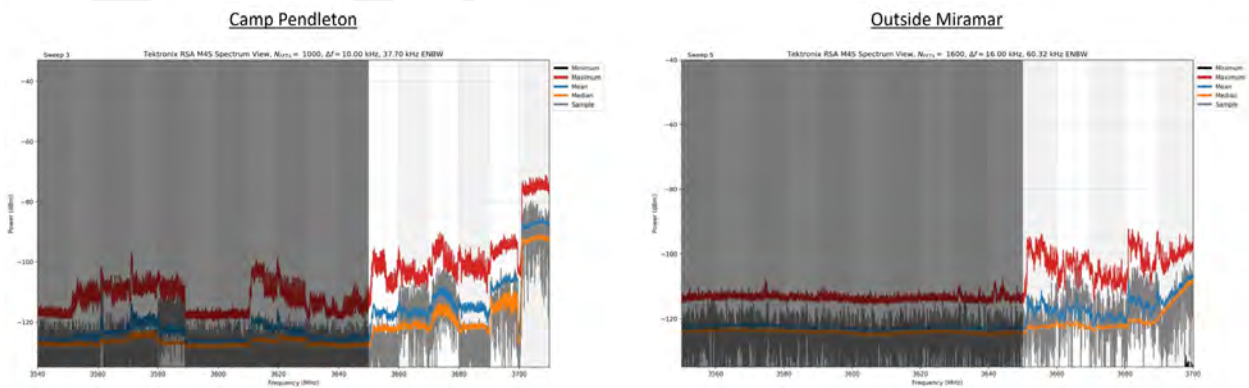 Camp Pendleton
Sweep 3
Tektronix RSA M4S Spectrum View, N_FFTs = 1000, Δf = 10.00 kHz, 37.70 kHz ENBW
Minimum
Maximum
Mean
Median
Sample
Power (dBm)
−40
−60
−80
−100
−120
3540 3560 3580 3600 3620 3640 3660 3680 3700
Frequency (MHz)
Outside Miramar
Sweep 5
Tektronix RSA M4S Spectrum View, N_FFTs = 1600, Δf = 16.00 kHz, 60.32 kHz ENBW
Minimum
Maximum
Mean
Median
Sample
Power (dBm)
−40
−60
−80
−100
−120
3560 3580 3600 3620 3640 3660 3680 3700
Frequency (MHz)